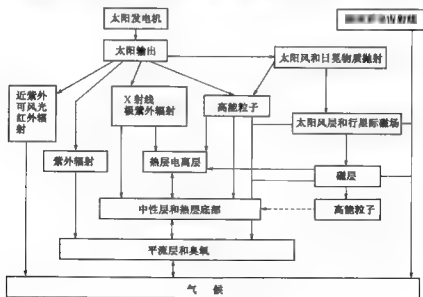 太阳发电机
太阳输出
太阳风和日冕物质抛射
近紫外
可风光
红外辐
射
X 射线
极紫外辐射
高能粒子
太阳风层和行星际磁场
紫外辐射
热层电离层
磁层
中性层和热层底部
高能粒子
平流层和臭氧
气 候